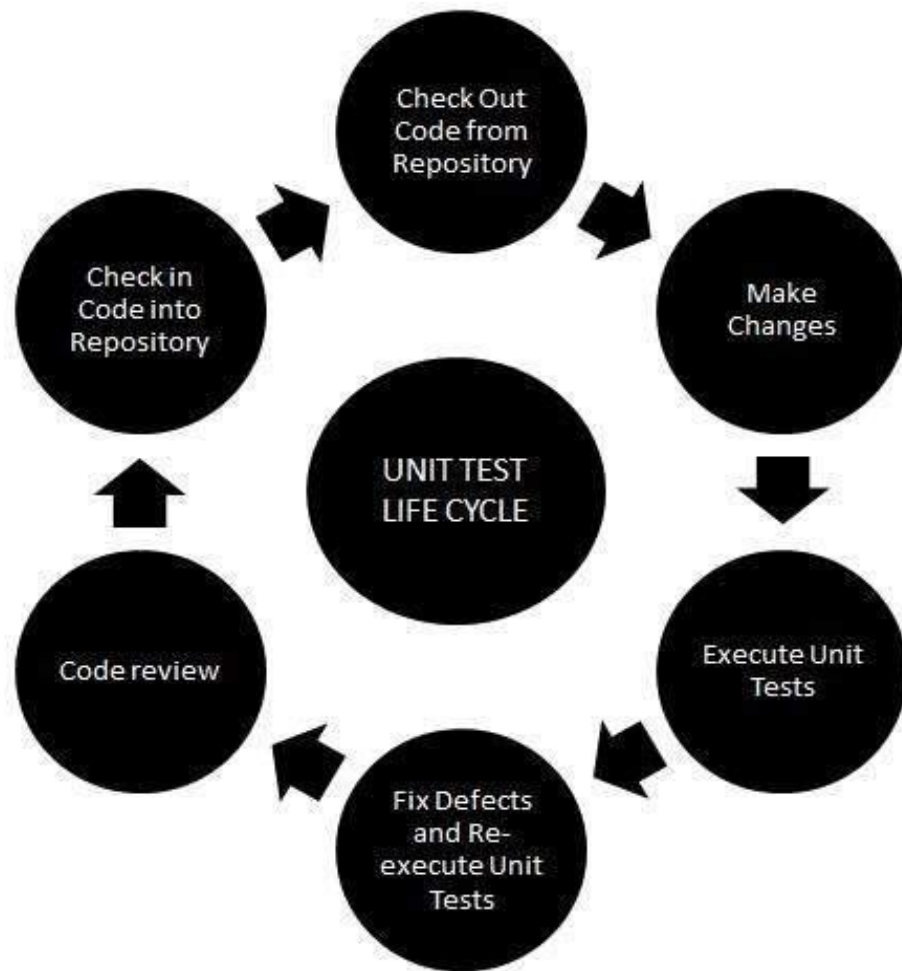 Check Out
Code from
Repository
Make
Changes
Execute Unit
Tests
Fix Defects
and Re-
execute Unit
Tests
Code review
Check in
Code into
Repository
UNIT TEST
LIFE CYCLE